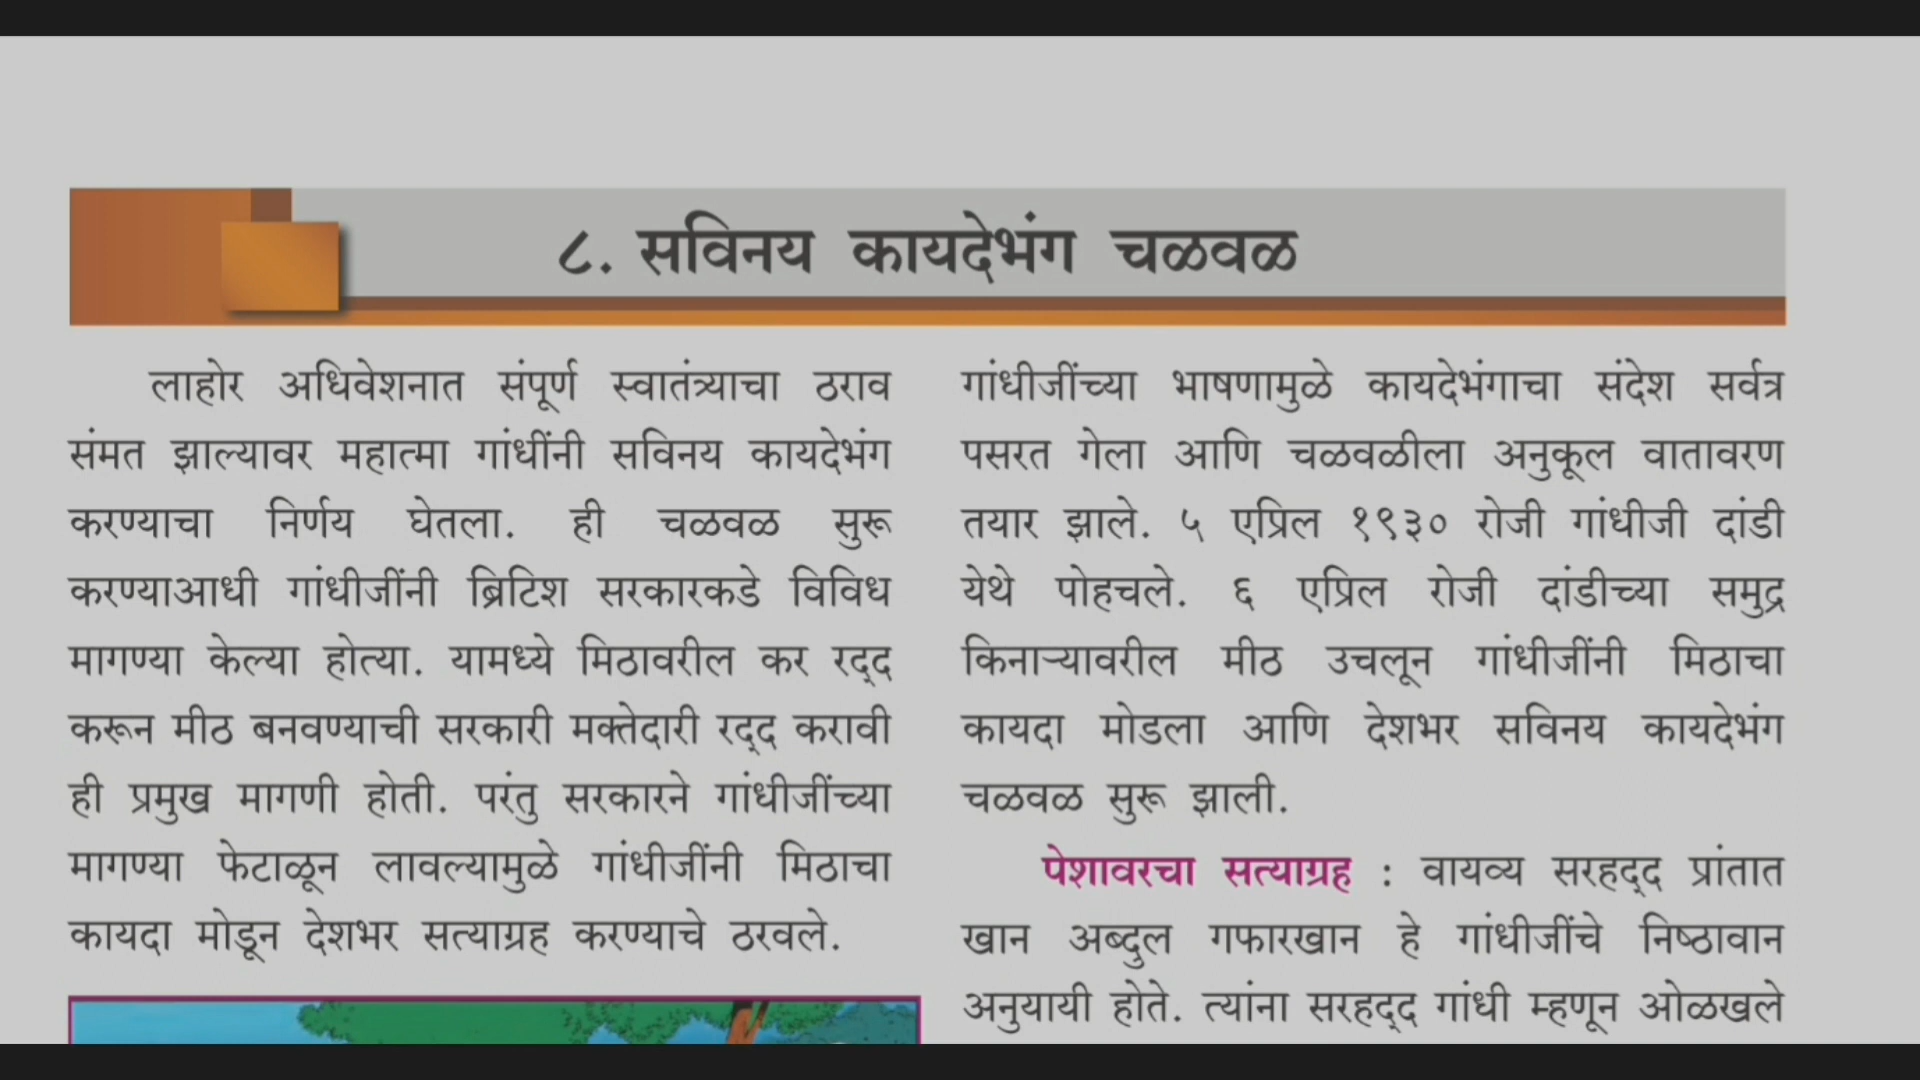 ८. सविनय कायदेभंग चळवळ
लाहोर अधिवेशनात संपूर्ण स्वातंत्र्याचा ठराव
संमत झाल्यावर महात्मा गांधींनी सविनय कायदेभंग
करण्याचा निर्णय घेतला. ही चळवळ सुरू
करण्याआधी गांधीजींनी ब्रिटिश सरकारकडे विविध
मागण्या केल्या होत्या. यामध्ये मिठावरील कर रद्द
करून मीठ बनवण्याची सरकारी मक्तेदारी रद्द करावी
ही प्रमुख मागणी होती. परंतु सरकारने गांधीजींच्या
मागण्या फेटाळून लावल्यामुळे गांधीजींनी मिठाचा
कायदा मोडून देशभर सत्याग्रह करण्याचे ठरवले.
गांधीजींच्या भाषणामुळे कायदेभंगाचा संदेश सर्वत्र
पसरत गेला आणि चळवळीला अनुकूल वातावरण
तयार झाले. ५ एप्रिल १९३० रोजी गांधीजी दांडी
येथे पोहचले. ६ एप्रिल रोजी दांडीच्या समुद्र
किनाऱ्यावरील मीठ उचलून गांधीजींनी मिठाचा
कायदा मोडला आणि देशभर सविनय कायदेभंग
चळवळ सुरू झाली.
पेशावरचा सत्याग्रह : वायव्य सरहद्द प्रांतात
खान अब्दुल गफारखान हे गांधीजींचे निष्ठावान
अनुयायी होते. त्यांना सरहद्द गांधी म्हणून ओळखले